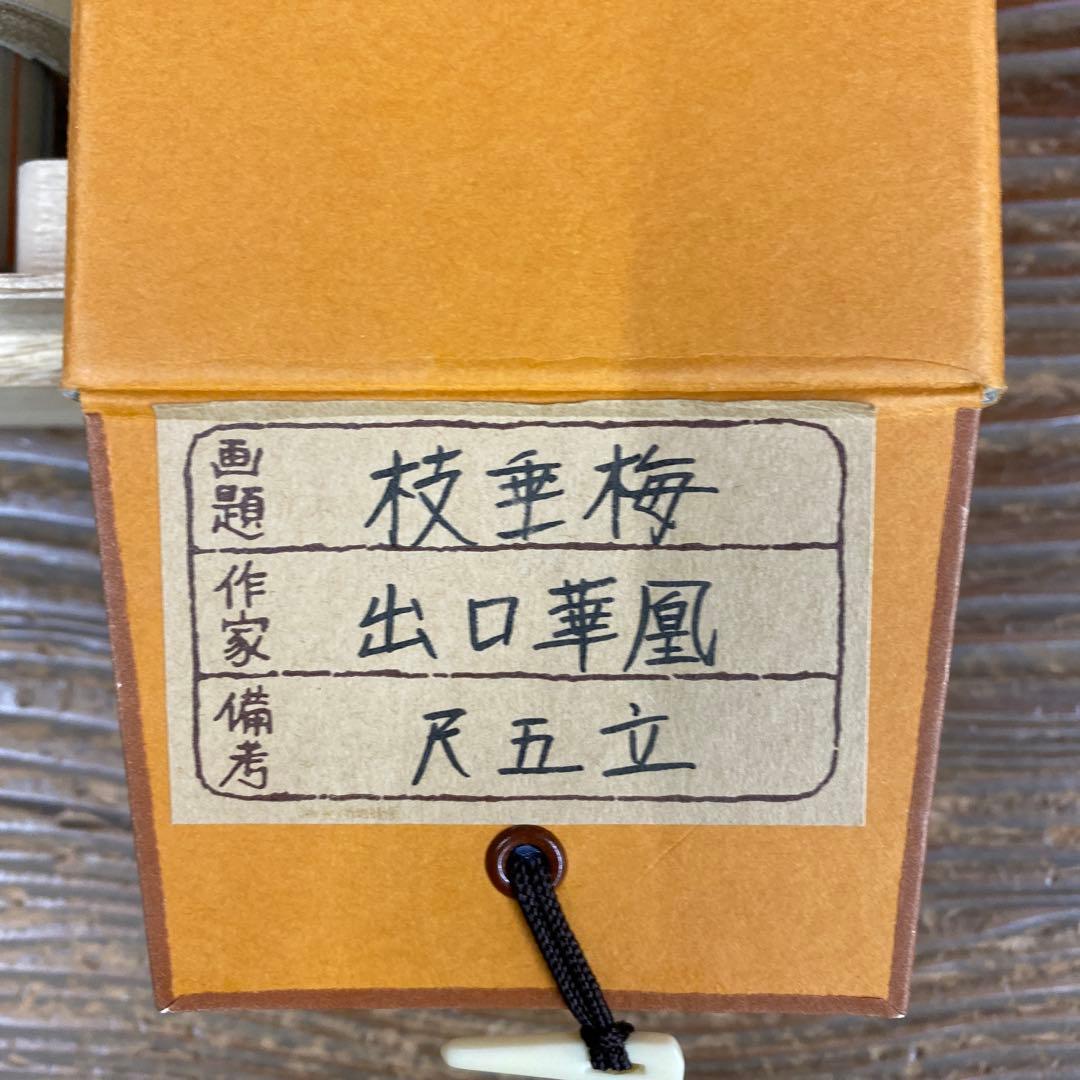 画題 枝垂梅
作家 出口華凰
備考 尺五立